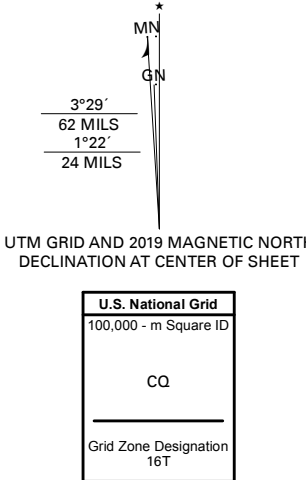 MN
GN
3°29´
62 MILS
1°22´
24 MILS
UTM GRID AND 2019 MAGNETIC NORTH
DECLINATION AT CENTER OF SHEET
U.S. National Grid
100,000 - m Square ID
CQ
Grid Zone Designation
16T